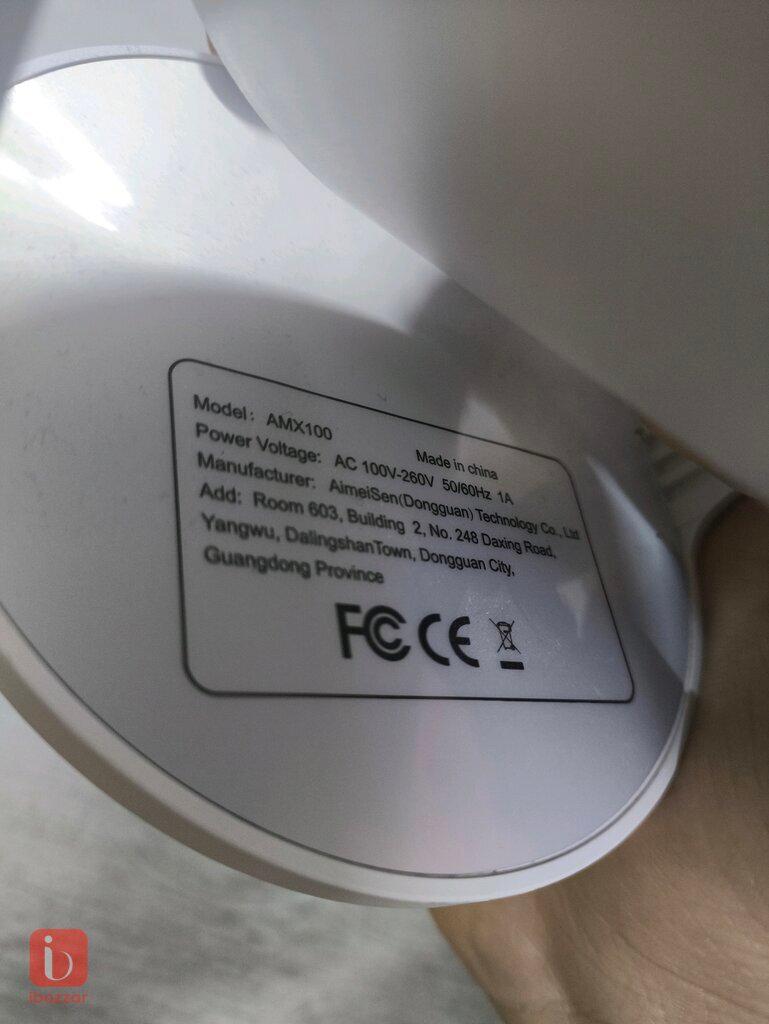 Model: AMX100
Made in china
Power Voltage: AC 100V-260V 50/60Hz 1A
Manufacturer: AimeiSen(Dongguan) Technology Co., Ltd
Add: Room 603, Building 2, No. 248 Daxing Road,
Yangwu, DalingshanTown, Dongguan City,
Guangdong Province
FC CE
ibazzar